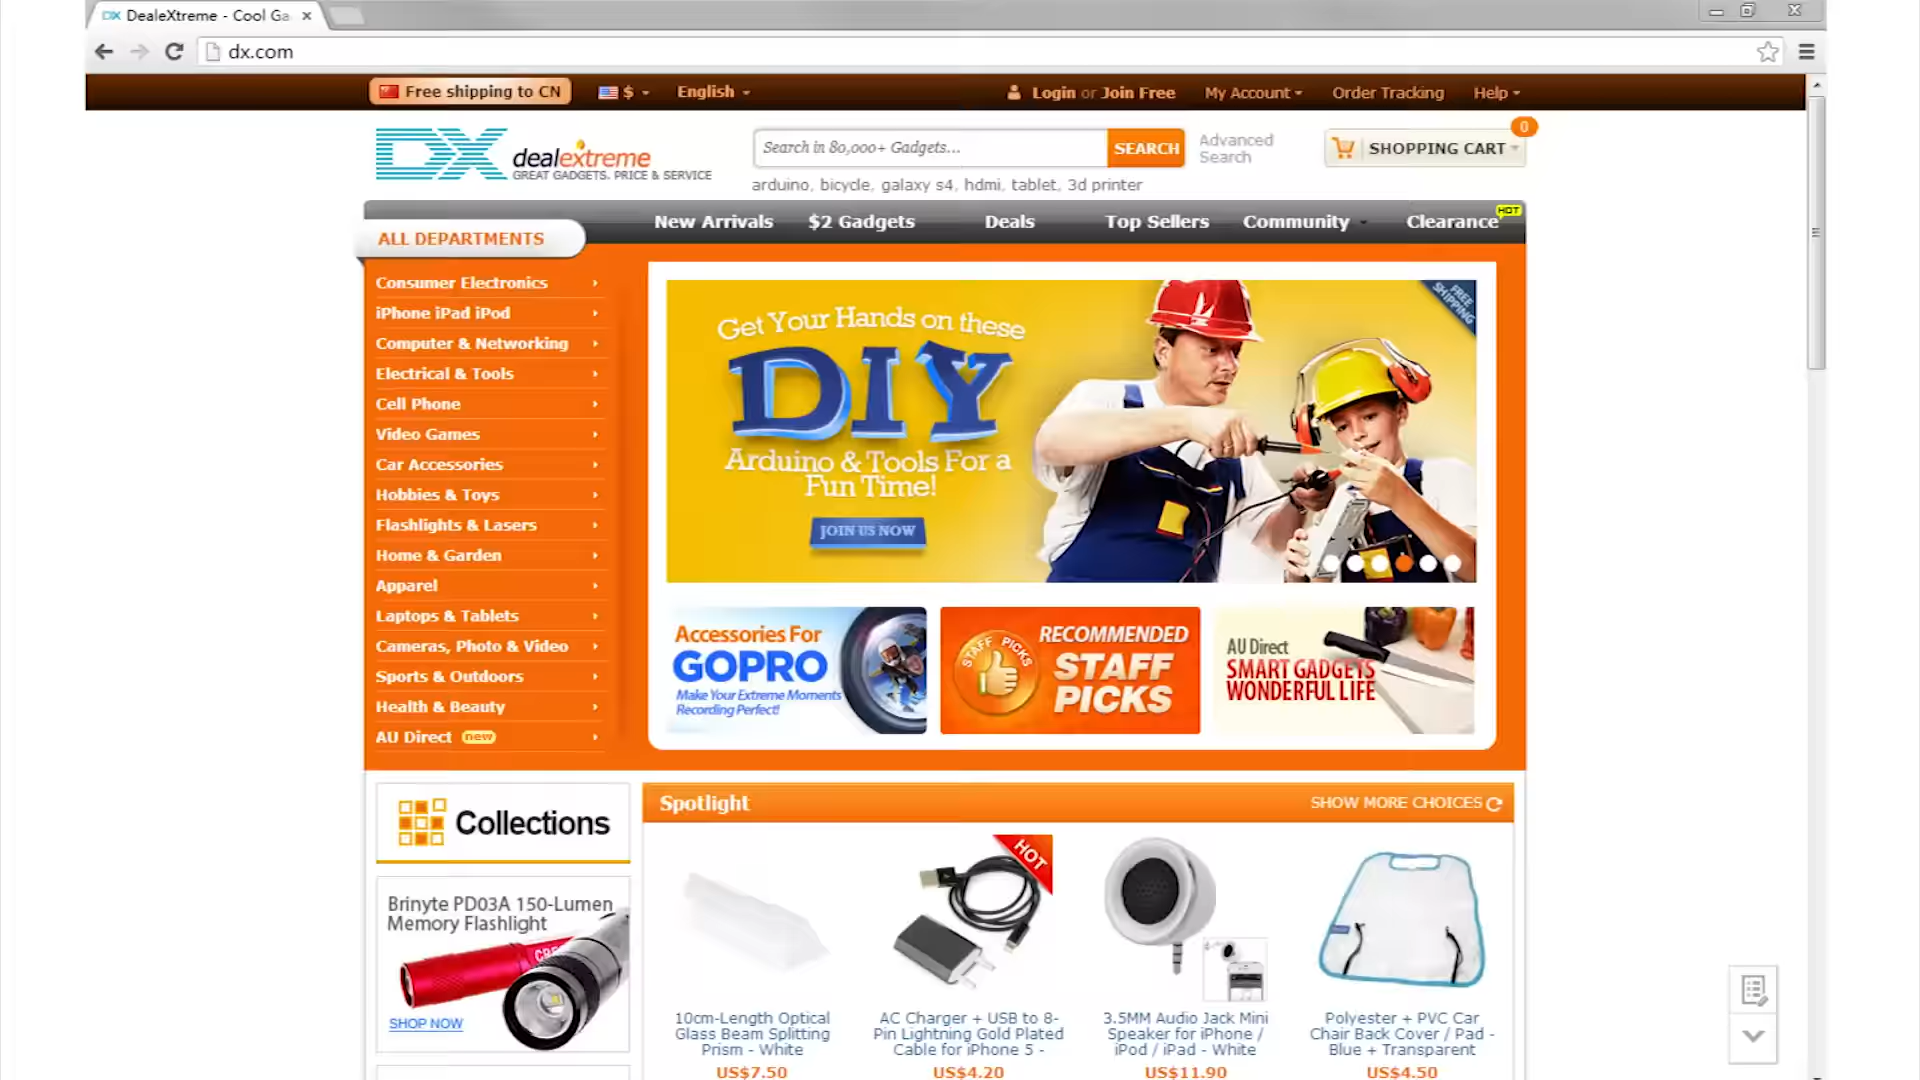 DX DealeXtreme - Cool Ga
dx.com
Free shipping to CN
$
English
Login or Join Free
My Account
Order Tracking
Help
DX dealextreme
GREAT GADGETS. PRICE & SERVICE
Search in 80,000+ Gadgets...
SEARCH
Advanced
Search
SHOPPING CART
0
arduino, bicycle, galaxy s4, hdmi, tablet, 3d printer
ALL DEPARTMENTS
New Arrivals
$2 Gadgets
Deals
Top Sellers
Community
Clearance
HOT
Consumer Electronics
iPhone iPad iPod
Computer & Networking
Electrical & Tools
Cell Phone
Video Games
Car Accessories
Hobbies & Toys
Flashlights & Lasers
Home & Garden
Apparel
Laptops & Tablets
Cameras, Photo & Video
Sports & Outdoors
Health & Beauty
AU Direct new
Get Your Hands on these
DIY
Arduino & Tools For a
Fun Time!
JOIN US NOW
FREE
SHIPPING
Accessories For
GOPRO
Make Your Extreme Moments
Recording Perfect!
STAFF PICKS
RECOMMENDED
STAFF
PICKS
AU Direct
SMART GADGETS
WONDERFUL LIFE
Collections
Brinyte PD03A 150-Lumen
Memory Flashlight
CREE
SHOP NOW
Spotlight
SHOW MORE CHOICES
HOT
10cm-Length Optical
Glass Beam Splitting
Prism - White
US$7.50
AC Charger + USB to 8-
Pin Lightning Gold Plated
Cable for iPhone 5 -
US$4.20
3.5MM Audio Jack Mini
Speaker for iPhone /
iPod / iPad - White
US$11.90
Polyester + PVC Car
Chair Back Cover / Pad -
Blue + Transparent
US$4.50